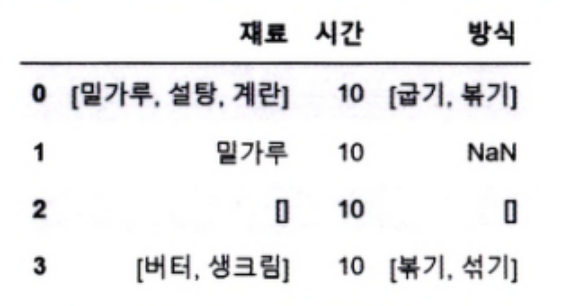 재료 시간 방식
0 [밀가루, 설탕, 계란] 10 [굽기, 볶기]
1 밀가루 10 NaN
2 [] 10 []
3 [버터, 생크림] 10 [볶기, 섞기]